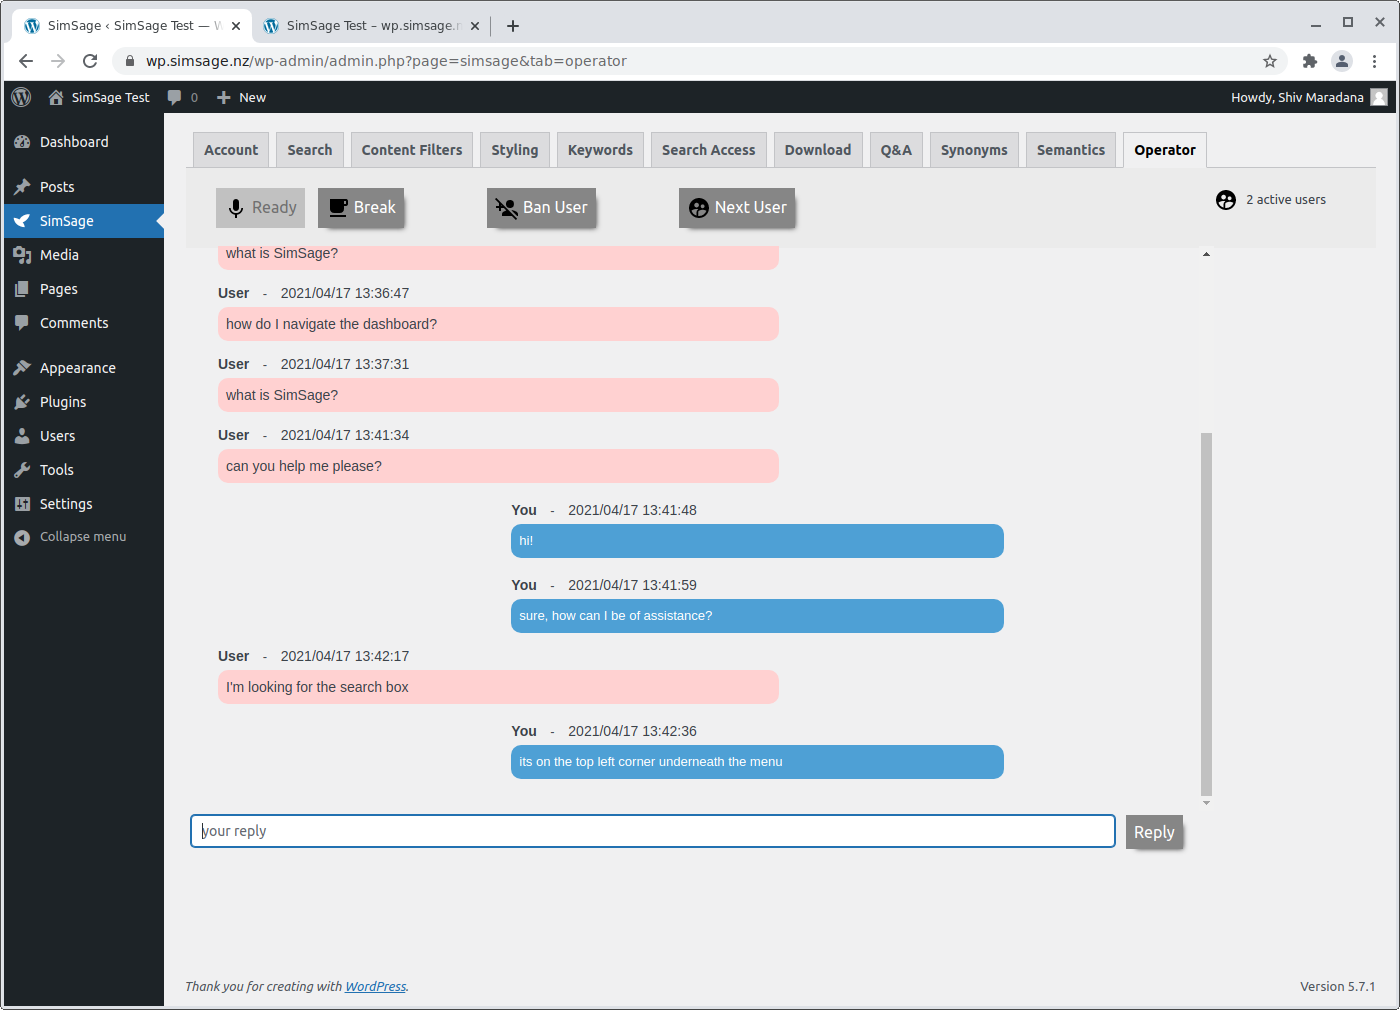 SimSage ‹ SimSage Test — W
SimSage Test – wp.simsage.n
wp.simsage.nz/wp-admin/admin.php?page=simsage&tab=operator
SimSage Test
0
New
Howdy, Shiv Maradana
Dashboard
Posts
SimSage
Media
Pages
Comments
Appearance
Plugins
Users
Tools
Settings
Collapse menu
Account
Search
Content Filters
Styling
Keywords
Search Access
Download
Q&A
Synonyms
Semantics
Operator
Ready
Break
Ban User
Next User
2 active users
what is SimSage?
User - 2021/04/17 13:36:47
how do I navigate the dashboard?
User - 2021/04/17 13:37:31
what is SimSage?
User - 2021/04/17 13:41:34
can you help me please?
You - 2021/04/17 13:41:48
hi!
You - 2021/04/17 13:41:59
sure, how can I be of assistance?
User - 2021/04/17 13:42:17
I'm looking for the search box
You - 2021/04/17 13:42:36
its on the top left corner underneath the menu
your reply
Reply
Thank you for creating with WordPress.
Version 5.7.1